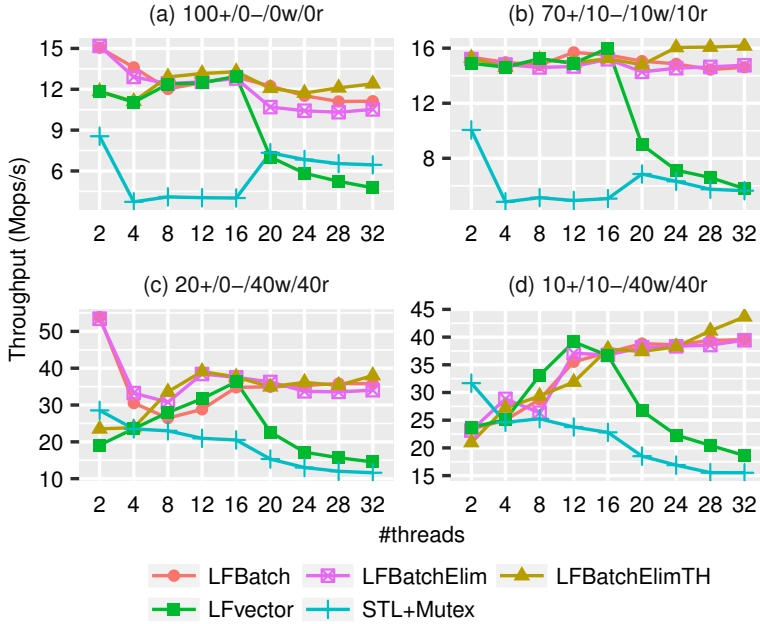 (a) 100+/0−/0w/0r
(b) 70+/10−/10w/10r
15
12
9
6
2 4 8 12 16 20 24 28 32
16
12
8
2 4 8 12 16 20 24 28 32
Throughput (Mops/s)
(c) 20+/0−/40w/40r
(d) 10+/10−/40w/40r
50
40
30
20
10
2 4 8 12 16 20 24 28 32
45
40
35
30
25
20
15
2 4 8 12 16 20 24 28 32
#threads
LFBatch LFBatchElim LFBatchElimTH
LFvector STL+Mutex